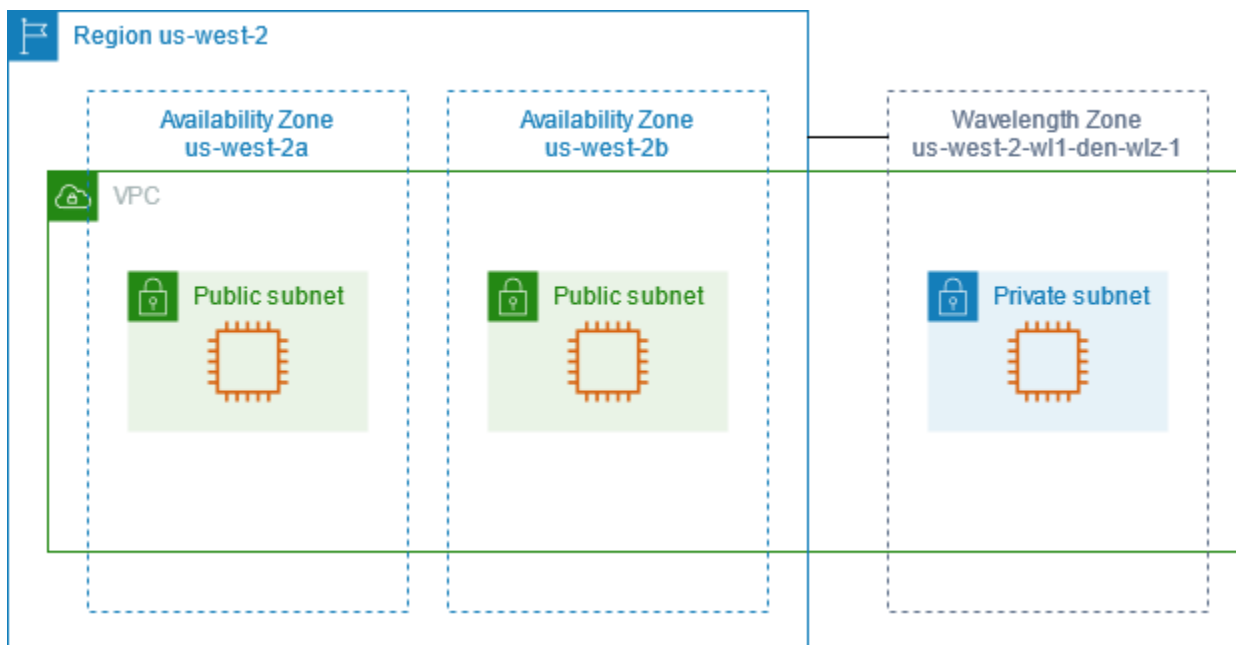 Region us-west-2
Availability Zone
us-west-2a
Availability Zone
us-west-2b
Wavelength Zone
us-west-2-wl1-den-wlz-1
VPC
Public subnet
Public subnet
Private subnet